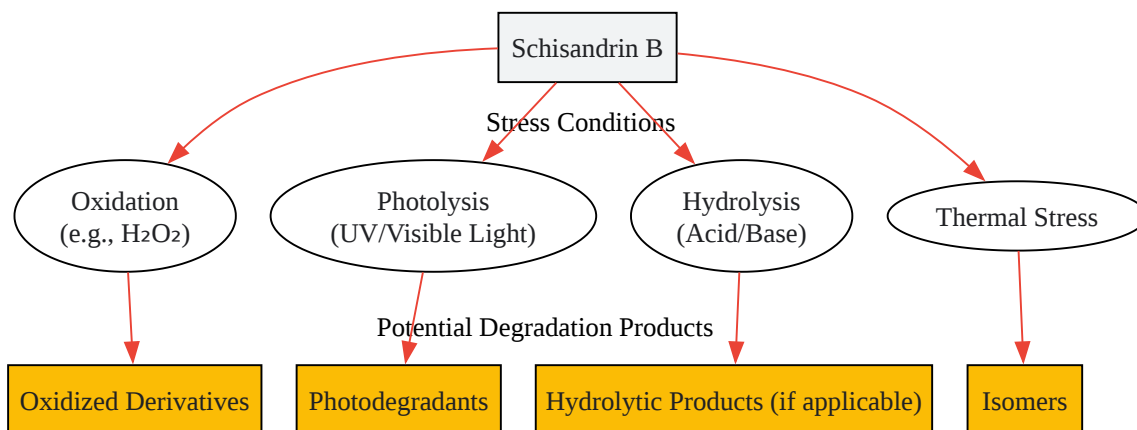 Schisandrin B
Stress Conditions
Oxidation
(e.g., H₂O₂)
Photolysis
(UV/Visible Light)
Hydrolysis
(Acid/Base)
Thermal Stress
Potential Degradation Products
Oxidized Derivatives
Photodegradants
Hydrolytic Products (if applicable)
Isomers